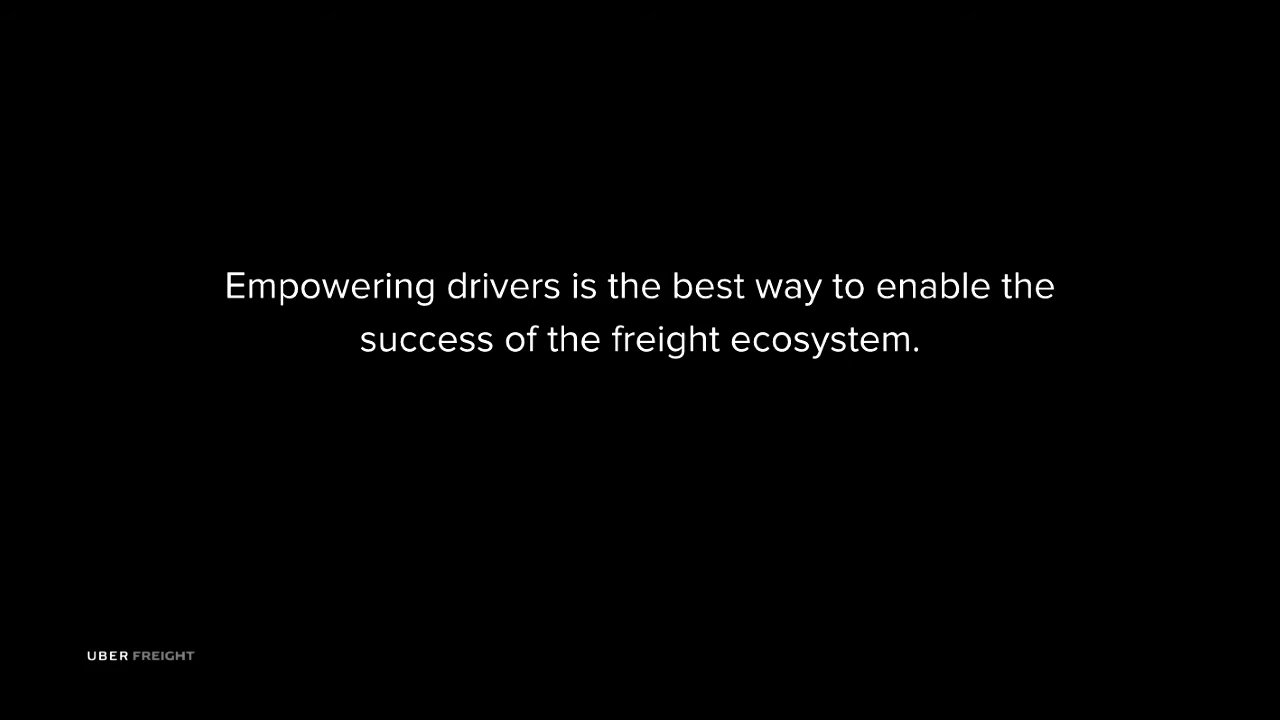 Empowering drivers is the best way to enable the
success of the freight ecosystem.
UBER FREIGHT